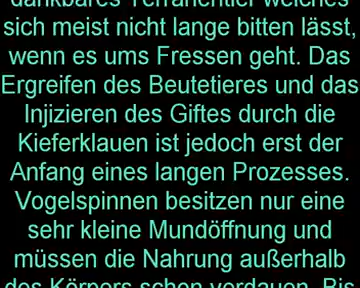 dankbares Terrarientier welches
sich meist nicht lange bitten lässt,
wenn es ums Fressen geht. Das
Ergreifen des Beutetieres und das
Injizieren des Giftes durch die
Kieferklauen ist jedoch erst der
Anfang eines langen Prozesses.
Vogelspinnen besitzen nur eine
sehr kleine Mundöffnung und
müssen die Nahrung außerhalb
des Körpers schon verdauen. Bis